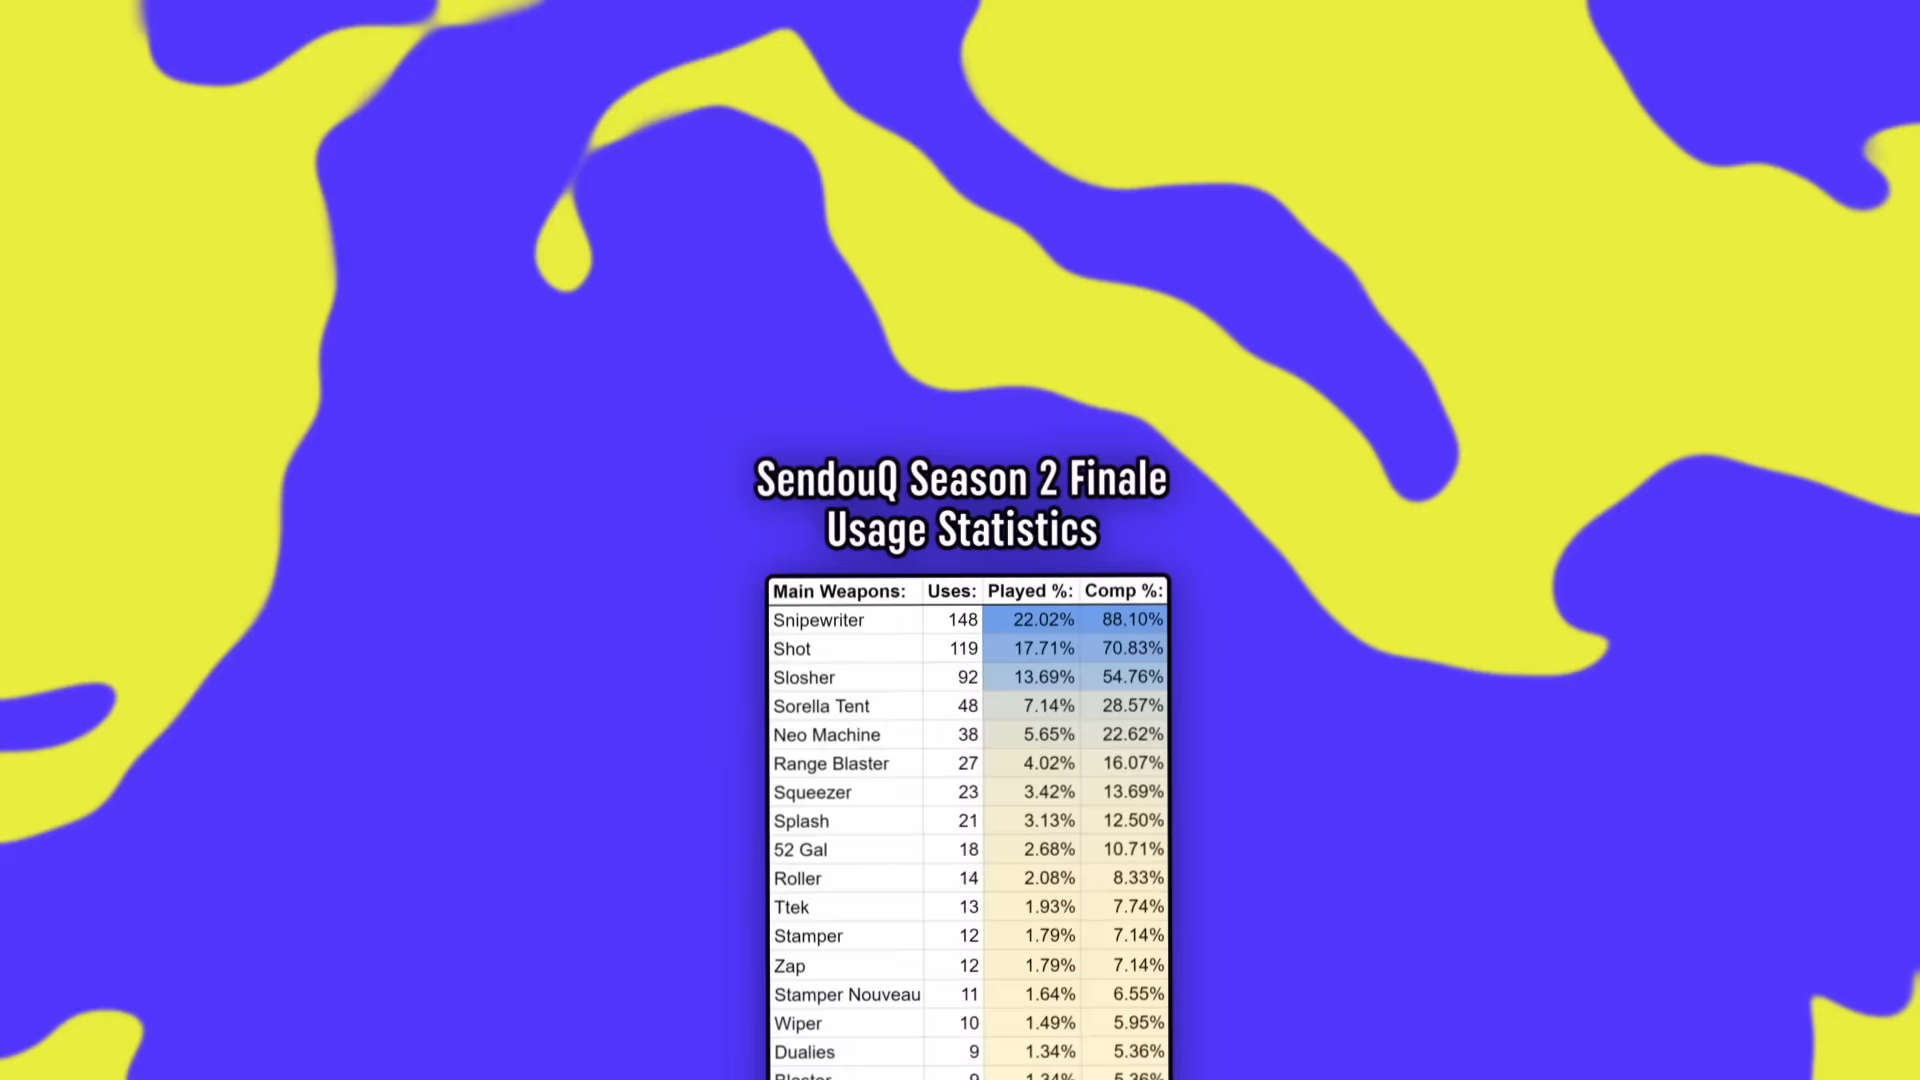 SendouQ Season 2 Finale
Usage Statistics
Main Weapons: Uses: Played %: Comp %:
Snipewriter 148 22.02% 88.10%
Shot 119 17.71% 70.83%
Slosher 92 13.69% 54.76%
Sorella Tent 48 7.14% 28.57%
Neo Machine 38 5.65% 22.62%
Range Blaster 27 4.02% 16.07%
Squeezer 23 3.42% 13.69%
Splash 21 3.13% 12.50%
52 Gal 18 2.68% 10.71%
Roller 14 2.08% 8.33%
Ttek 13 1.93% 7.74%
Stamper 12 1.79% 7.14%
Zap 12 1.79% 7.14%
Stamper Nouveau 11 1.64% 6.55%
Wiper 10 1.49% 5.95%
Dualies 9 1.34% 5.36%